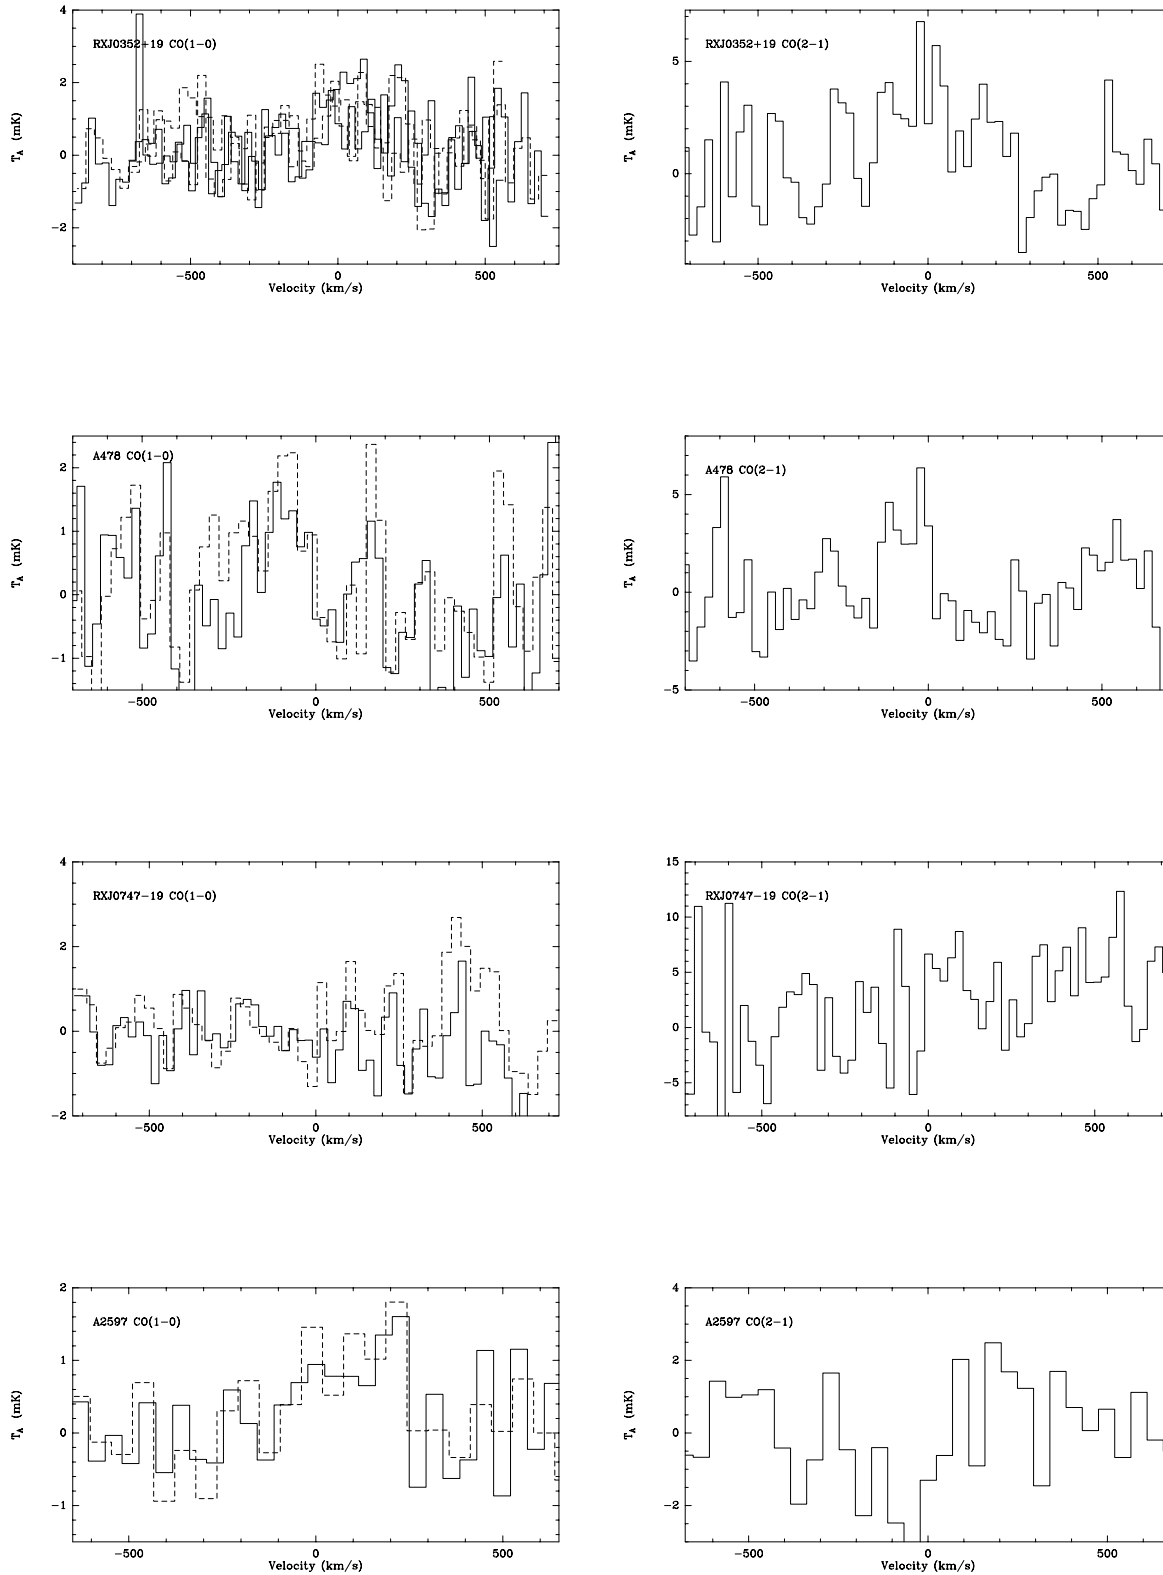 4
2
0
−2
T_A (mK)
RXJ0352+19 CO(1−0)
−500 0 500
Velocity (km/s)
5
0
T_A (mK)
RXJ0352+19 CO(2−1)
−500 0 500
Velocity (km/s)
2
1
0
−1
T_A (mK)
A478 CO(1−0)
−500 0 500
Velocity (km/s)
5
0
−5
T_A (mK)
A478 CO(2−1)
−500 0 500
Velocity (km/s)
4
2
0
−2
T_A (mK)
RXJ0747−19 CO(1−0)
−500 0 500
Velocity (km/s)
15
10
5
0
−5
T_A (mK)
RXJ0747−19 CO(2−1)
−500 0 500
Velocity (km/s)
2
1
0
−1
T_A (mK)
A2597 CO(1−0)
−500 0 500
Velocity (km/s)
4
2
0
−2
T_A (mK)
A2597 CO(2−1)
−500 0 500
Velocity (km/s)